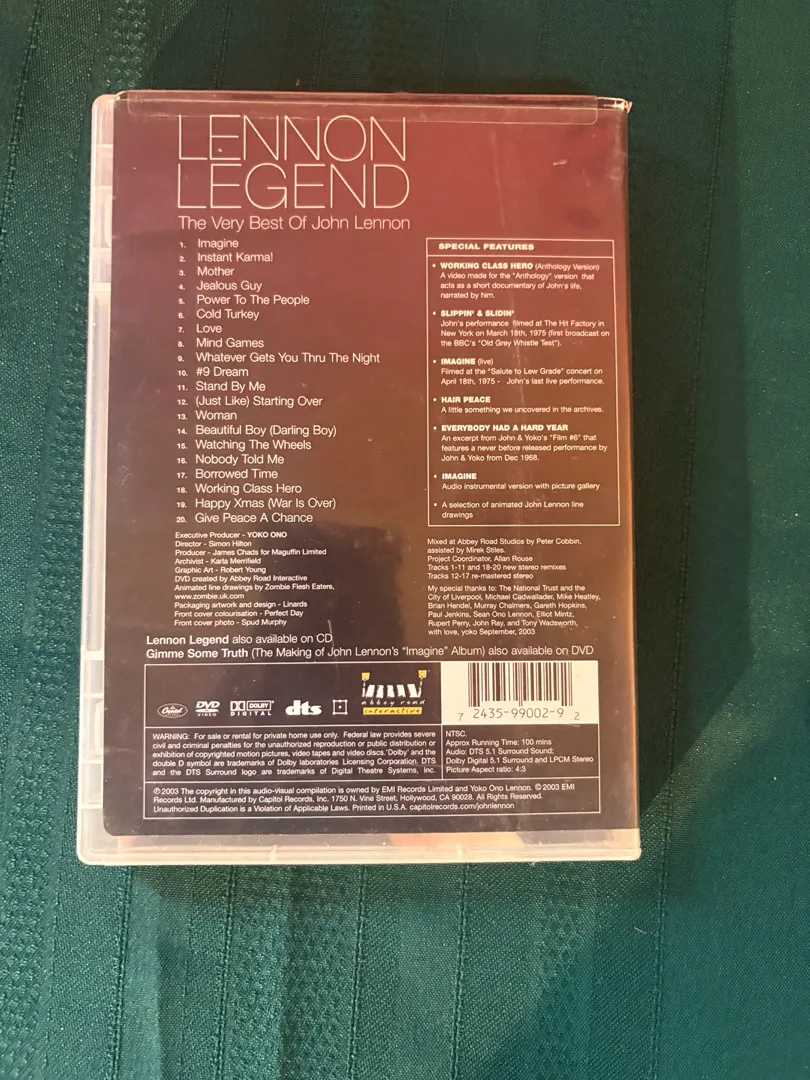 LENNON
LEGEND
The Very Best Of John Lennon
1. Imagine
2. Instant Karma!
3. Mother
4. Jealous Guy
5. Power To The People
6. Cold Turkey
7. Love
8. Mind Games
9. Whatever Gets You Thru The Night
10. #9 Dream
11. Stand By Me
12. (Just Like) Starting Over
13. Woman
14. Beautiful Boy (Darling Boy)
15. Watching The Wheels
16. Nobody Told Me
17. Borrowed Time
18. Working Class Hero
19. Happy Xmas (War Is Over)
20. Give Peace A Chance
SPECIAL FEATURES
• WORKING CLASS HERO (Anthology Version)
A video made for the "Anthology" version that
acts as a short documentary of John's life,
narrated by him.
• SLIPPIN' & SLIDIN'
John's performance filmed at The Hit Factory in
New York on March 18th, 1975 (first broadcast on
the BBC's "Old Grey Whistle Test").
• IMAGINE (live)
Filmed at the "Salute to Lew Grade" concert on
April 18th, 1975 - John's last live performance.
• HAIR PEACE
A little something we uncovered in the archives.
• EVERYBODY HAD A HARD YEAR
An excerpt from John & Yoko's "Film #6" that
features a never before released performance by
John & Yoko from Dec 1968.
• IMAGINE
Audio instrumental version with picture gallery
• A selection of animated John Lennon line
drawings
Executive Producer - YOKO ONO
Director - Simon Hilton
Producer - James Chads for Maguffin Limited
Archivist - Karla Merrifield
Graphic Art - Robert Young
DVD created by Abbey Road Interactive
Animated line drawings by Zombie Flesh Eaters,
www.zombie.uk.com
Packaging artwork and design - Linards
Front cover colourisation - Perfect Day
Front cover photo - Spud Murphy
Mixed at Abbey Road Studios by Peter Cobbin,
assisted by Mirek Stiles.
Project Coordinator, Allan Rouse
Tracks 1-11 and 18-20 new stereo remixes
Tracks 12-17 re-mastered stereo
My special thanks to: The National Trust and the
City of Liverpool, Michael Cadwallader, Mike Heatley,
Brian Hendel, Murray Chalmers, Gareth Hopkins,
Paul Jenkins, Sean Ono Lennon, Elliot Mintz,
Rupert Perry, John Ray, and Tony Wadsworth,
with love, yoko September, 2003
Lennon Legend also available on CD
Gimme Some Truth (The Making of John Lennon's "Imagine" Album) also available on DVD
Capitol
DVD
VIDEO
DOLBY
DIGITAL
dts
abbey road
interactive
7 2435-99002-9 2
WARNING: For sale or rental for private home use only. Federal law provides severe
civil and criminal penalties for the unauthorized reproduction or public distribution or
exhibition of copyrighted motion pictures, video tapes and video discs. 'Dolby' and the
double D symbol are trademarks of Dolby laboratories Licensing Corporation. DTS
and the DTS Surround logo are trademarks of Digital Theatre Systems, Inc.
NTSC.
Approx Running Time: 100 mins
Audio: DTS 5.1 Surround Sound;
Dolby Digital 5.1 Surround and LPCM Stereo
Picture Aspect ratio: 4:3
℗ 2003 The copyright in this audio-visual compilation is owned by EMI Records Limited and Yoko Ono Lennon. © 2003 EMI
Records Ltd. Manufactured by Capitol Records, Inc. 1750 N. Vine Street, Hollywood, CA 90028. All Rights Reserved.
Unauthorized Duplication is a Violation of Applicable Laws. Printed in U.S.A. capitolrecords.com/johnlennon